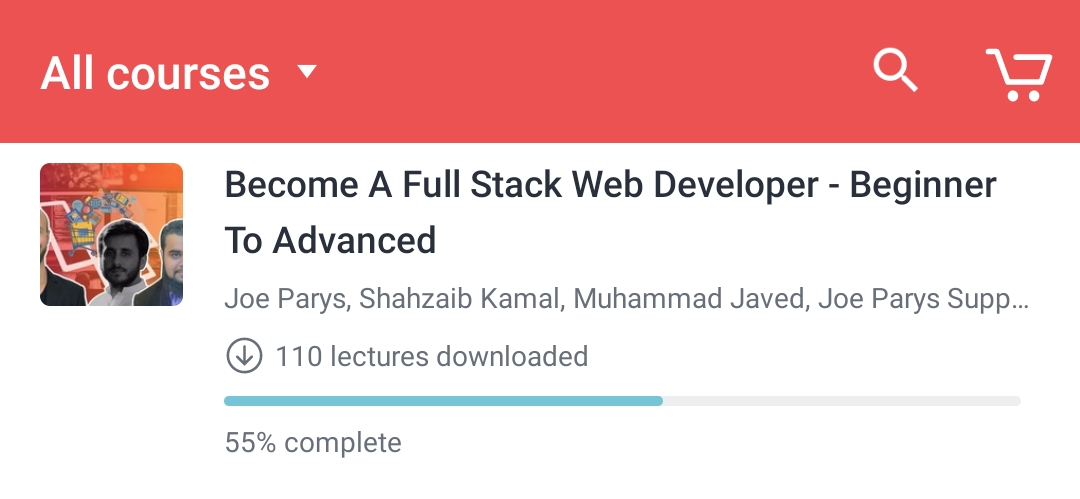 All courses
Become A Full Stack Web Developer - Beginner
To Advanced
Joe Parys, Shahzaib Kamal, Muhammad Javed, Joe Parys Supp...
110 lectures downloaded
55% complete